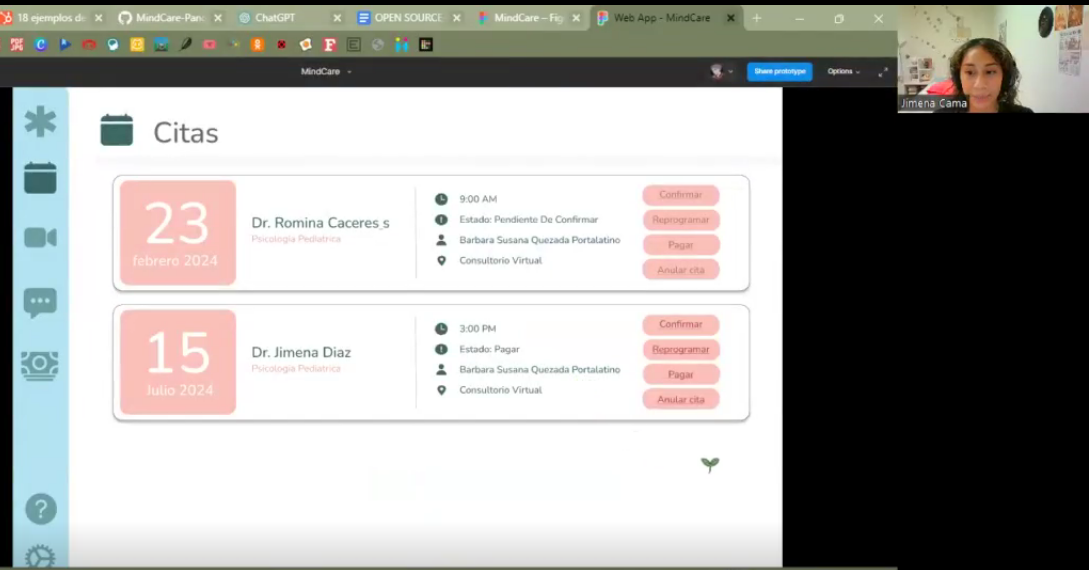 18 ejemplos de
MindCare-Pan
ChatGPT
OPEN SOURCE
MindCare – Fig
Web App - MindCare
MindCare
Share prototype
Options
Jimena Cama
Citas
23
febrero 2024
Dr. Romina Caceres_s
Psicologia Pediatrica
9:00 AM
Estado: Pendiente De Confirmar
Barbara Susana Quezada Portalatino
Consultorio Virtual
Confirmar
Reprogramar
Pagar
Anular cita
15
Julio 2024
Dr. Jimena Diaz
Psicologia Pediatrica
3:00 PM
Estado: Pagar
Barbara Susana Quezada Portalatino
Consultorio Virtual
Confirmar
Reprogramar
Pagar
Anular cita